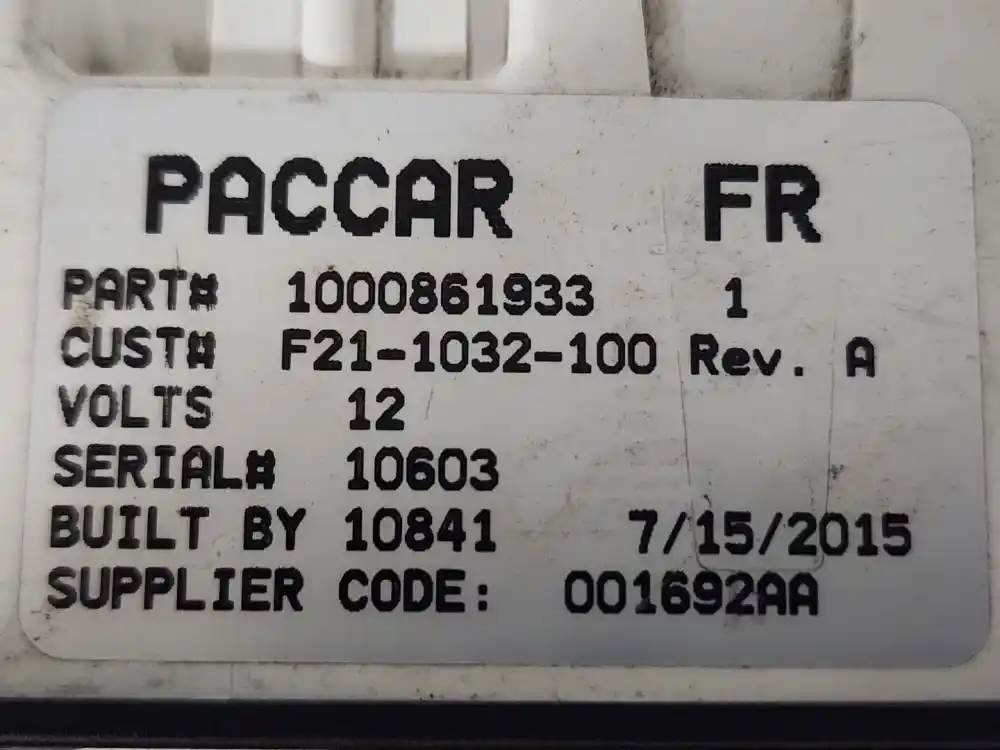 PACCAR FR
PART# 1000861933 1
CUST# F21-1032-100 Rev. A
VOLTS 12
SERIAL# 10603
BUILT BY 10841 7/15/2015
SUPPLIER CODE: 001692AA